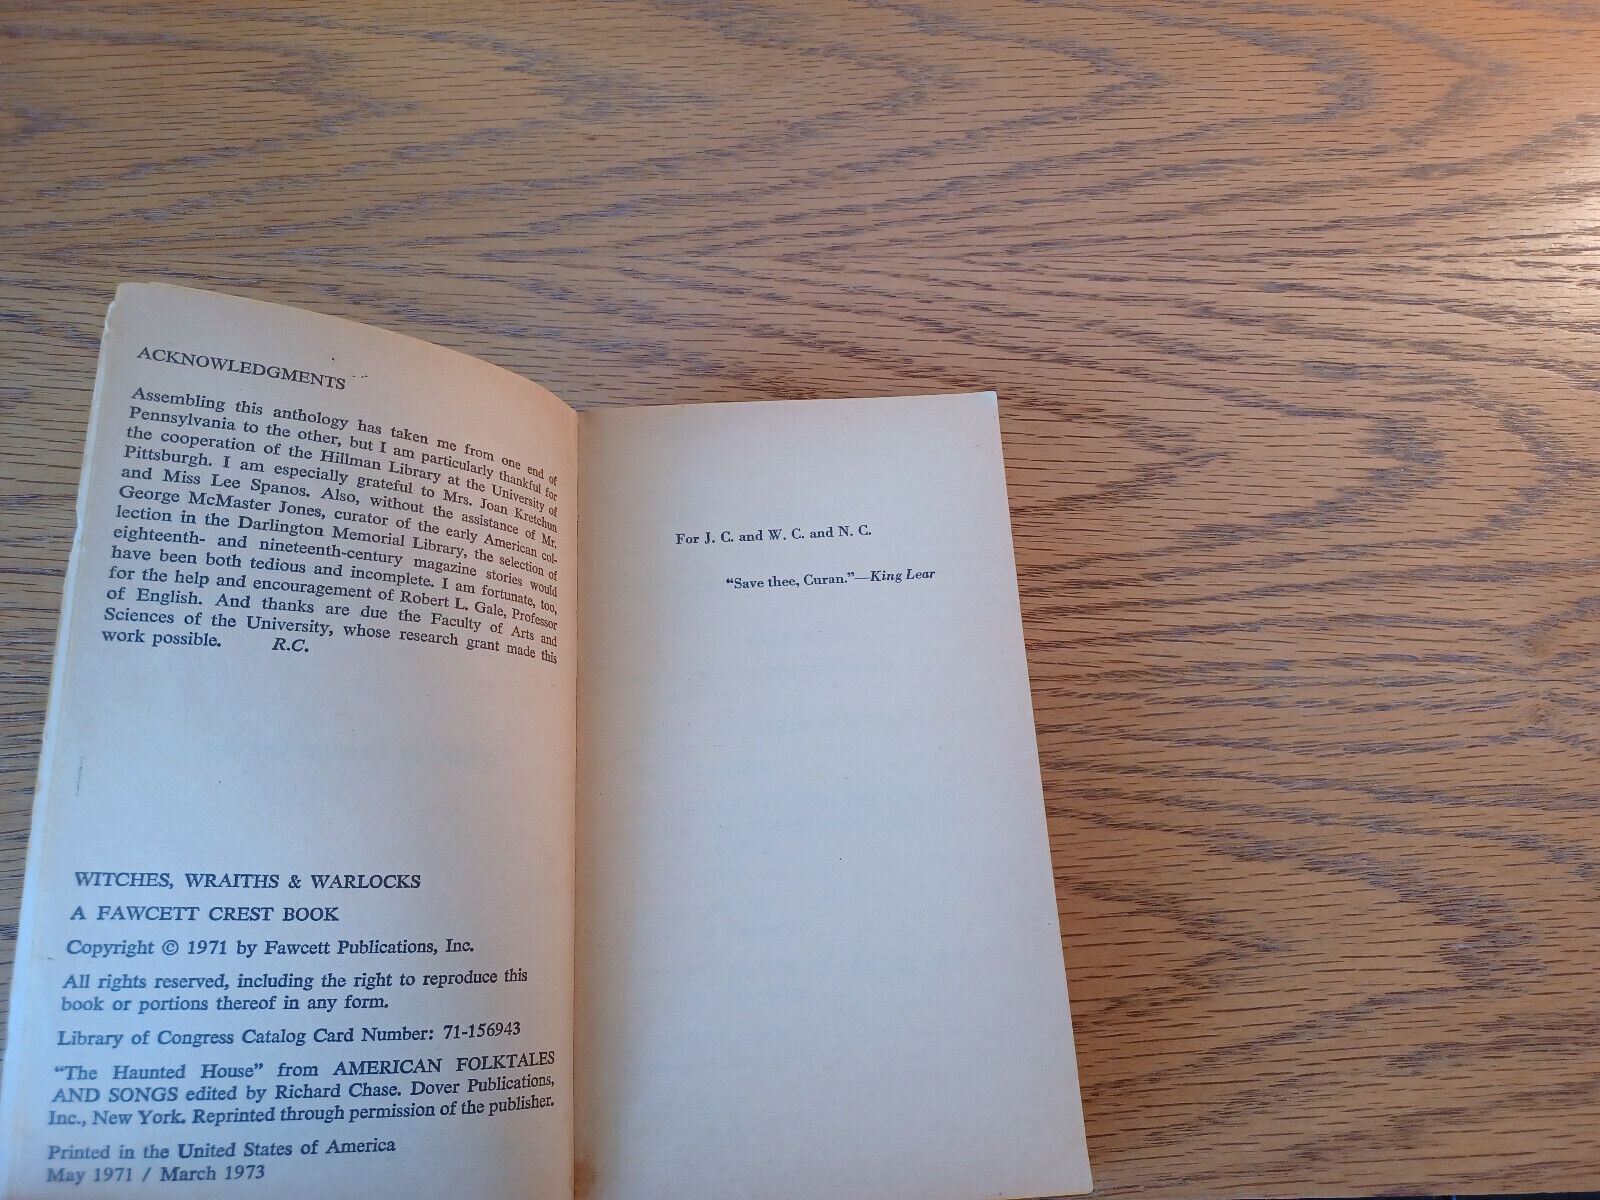 ACKNOWLEDGMENTS
Assembling this anthology has taken me from one end of
Pennsylvania to the other, but I am particularly thankful for
the cooperation of the Hillman Library at the University of
Pittsburgh. I am especially grateful to Mrs. Joan Kretchun
and Miss Lee Spanos. Also, without the assistance of Mr.
George McMaster Jones, curator of the early American col-
lection in the Darlington Memorial Library, the selection of
eighteenth- and nineteenth-century magazine stories would
have been both tedious and incomplete. I am fortunate, too,
for the help and encouragement of Robert L. Gale, Professor
of English. And thanks are due the Faculty of Arts and
Sciences of the University, whose research grant made this
work possible. R.C.
WITCHES, WRAITHS & WARLOCKS
A FAWCETT CREST BOOK
Copyright © 1971 by Fawcett Publications, Inc.
All rights reserved, including the right to reproduce this
book or portions thereof in any form.
Library of Congress Catalog Card Number: 71-156943
"The Haunted House" from AMERICAN FOLKTALES
AND SONGS edited by Richard Chase. Dover Publications,
Inc., New York. Reprinted through permission of the publisher.
Printed in the United States of America
May 1971 / March 1973
For J. C. and W. C. and N. C.
"Save thee, Curan."—King Lear